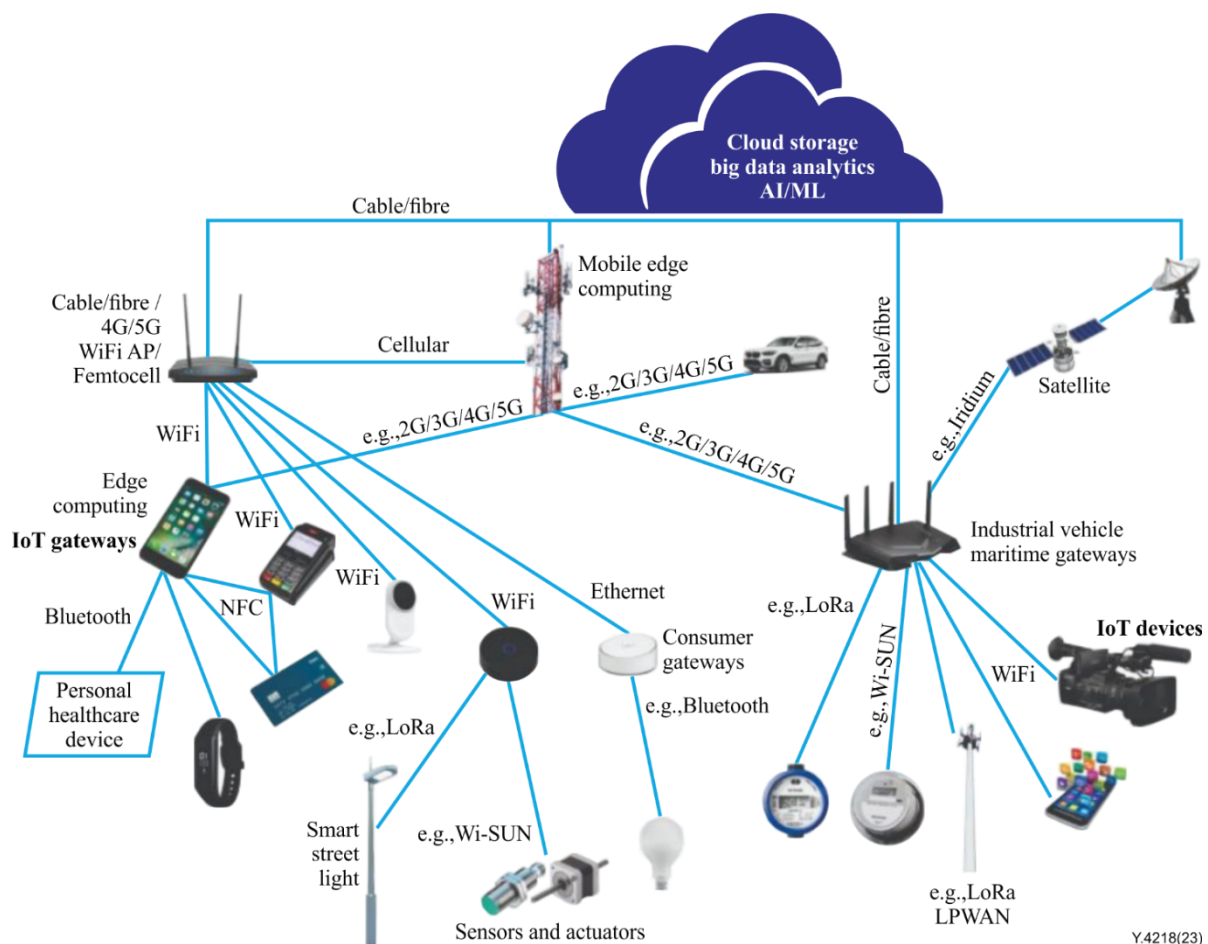 Cloud storage
big data analytics
AI/ML
Cable/fibre
Mobile edge
computing
Cable/fibre /
4G/5G
WiFi AP/
Femtocell
Cellular
Cable/fibre
Satellite
e.g.,2G/3G/4G/5G
e.g.,2G/3G/4G/5G
e.g.,2G/3G/4G/5G
e.g.,Iridium
WiFi
Edge
computing
IoT gateways
WiFi
WiFi
Industrial vehicle
maritime gateways
Bluetooth
NFC
WiFi
Ethernet
Consumer
gateways
e.g.,LoRa
e.g.,Wi-SUN
WiFi
IoT devices
Personal
healthcare
device
e.g.,LoRa
e.g.,Bluetooth
Smart
street
light
e.g.,Wi-SUN
Sensors and actuators
e.g.,LoRa
LPWAN
Y.4218(23)